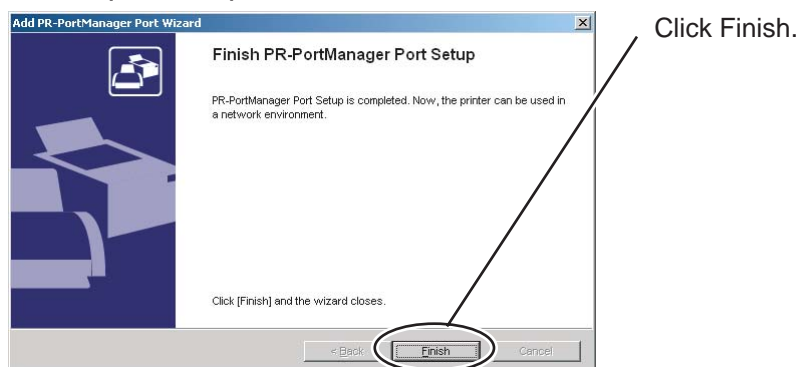 Add PR-PortManager Port Wizard
Click Finish.
Finish PR-PortManager Port Setup
PR-PortManager Port Setup is completed. Now, the printer can be used in
a network environment.
Click [Finish] and the wizard closes.
< Back
Finish
Cancel